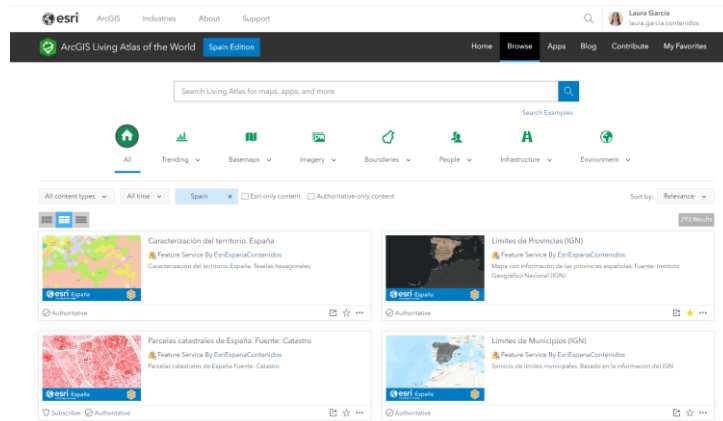 esri ArcGIS Industries About Support Laura García
laura.garcia.contenidos
ArcGIS Living Atlas of the World Spain Edition Home Browse Apps Blog Contribute My Favorites
Search Living Atlas for maps, apps, and more
Search Examples
All Trending Basemaps Imagery Boundaries People Infrastructure Environment
All content types All time Spain × Esri-only content Authoritative-only content Sort by: Relevance
293 Results
Caracterización del territorio. España
Feature Service By EsriEspanaContenidos
Caracterización del territorio. España. Teselas hexagonales
esri España
Authoritative
Límites de Provincias (IGN)
Feature Service By EsriEspanaContenidos
Mapa con información de las provincias españolas. Fuente: Instituto
Geográfico Nacional (IGN)
esri España
Authoritative
Parcelas catastrales de España. Fuente: Catastro
Feature Service By EsriEspanaContenidos
Parcelas catastrales de España Fuente: Catastro
esri España
Subscriber Authoritative
Límites de Municipios (IGN)
Feature Service By EsriEspanaContenidos
Servicio de límites municipales. Basado en la información del IGN
esri España
Authoritative